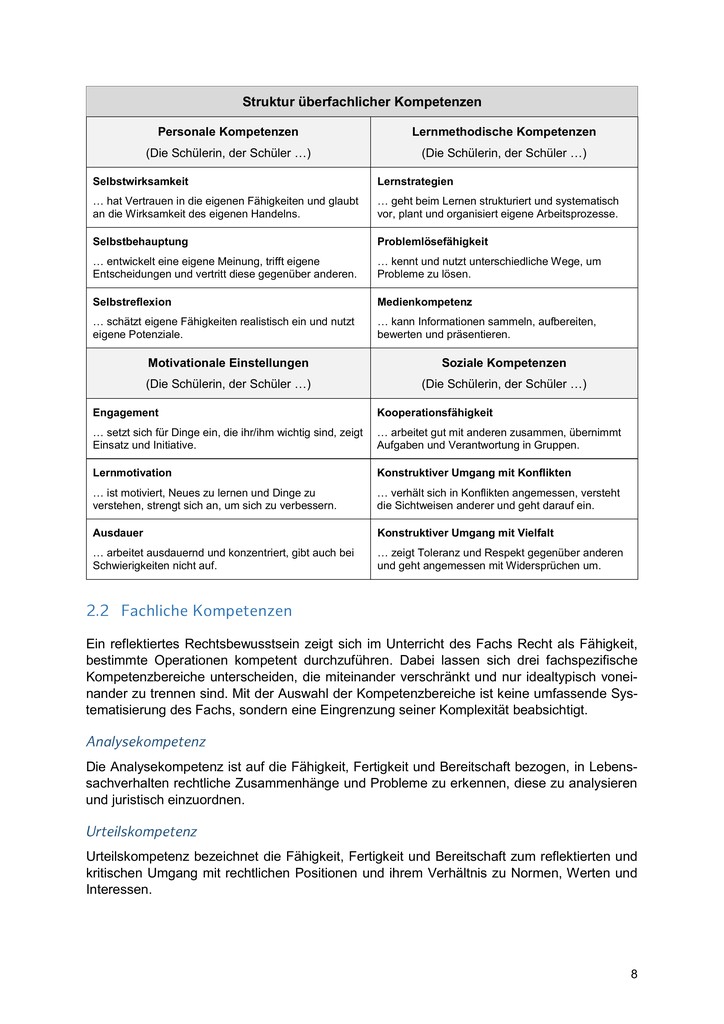 Struktur überfachlicher Kompetenzen
Personale Kompetenzen
(Die Schülerin, der Schüler …)
Lernmethodische Kompetenzen
(Die Schülerin, der Schüler …)
Selbstwirksamkeit
… hat Vertrauen in die eigenen Fähigkeiten und glaubt
an die Wirksamkeit des eigenen Handelns.
Lernstrategien
… geht beim Lernen strukturiert und systematisch
vor, plant und organisiert eigene Arbeitsprozesse.
Selbstbehauptung
… entwickelt eine eigene Meinung, trifft eigene
Entscheidungen und vertritt diese gegenüber anderen.
Problemlösefähigkeit
… kennt und nutzt unterschiedliche Wege, um
Probleme zu lösen.
Selbstreflexion
… schätzt eigene Fähigkeiten realistisch ein und nutzt
eigene Potenziale.
Medienkompetenz
… kann Informationen sammeln, aufbereiten,
bewerten und präsentieren.
Motivationale Einstellungen
(Die Schülerin, der Schüler …)
Soziale Kompetenzen
(Die Schülerin, der Schüler …)
Engagement
… setzt sich für Dinge ein, die ihr/ihm wichtig sind, zeigt
Einsatz und Initiative.
Kooperationsfähigkeit
… arbeitet gut mit anderen zusammen, übernimmt
Aufgaben und Verantwortung in Gruppen.
Lernmotivation
… ist motiviert, Neues zu lernen und Dinge zu
verstehen, strengt sich an, um sich zu verbessern.
Konstruktiver Umgang mit Konflikten
… verhält sich in Konflikten angemessen, versteht
die Sichtweisen anderer und geht darauf ein.
Ausdauer
… arbeitet ausdauernd und konzentriert, gibt auch bei
Schwierigkeiten nicht auf.
Konstruktiver Umgang mit Vielfalt
… zeigt Toleranz und Respekt gegenüber anderen
und geht angemessen mit Widersprüchen um.
2.2 Fachliche Kompetenzen
Ein reflektiertes Rechtsbewusstsein zeigt sich im Unterricht des Fachs Recht als Fähigkeit,
bestimmte Operationen kompetent durchzuführen. Dabei lassen sich drei fachspezifische
Kompetenzbereiche unterscheiden, die miteinander verschränkt und nur idealtypisch vonei-
nander zu trennen sind. Mit der Auswahl der Kompetenzbereiche ist keine umfassende Sys-
tematisierung des Fachs, sondern eine Eingrenzung seiner Komplexität beabsichtigt.
Analysekompetenz
Die Analysekompetenz ist auf die Fähigkeit, Fertigkeit und Bereitschaft bezogen, in Lebens-
sachverhalten rechtliche Zusammenhänge und Probleme zu erkennen, diese zu analysieren
und juristisch einzuordnen.
Urteilskompetenz
Urteilskompetenz bezeichnet die Fähigkeit, Fertigkeit und Bereitschaft zum reflektierten und
kritischen Umgang mit rechtlichen Positionen und ihrem Verhältnis zu Normen, Werten und
Interessen.
8